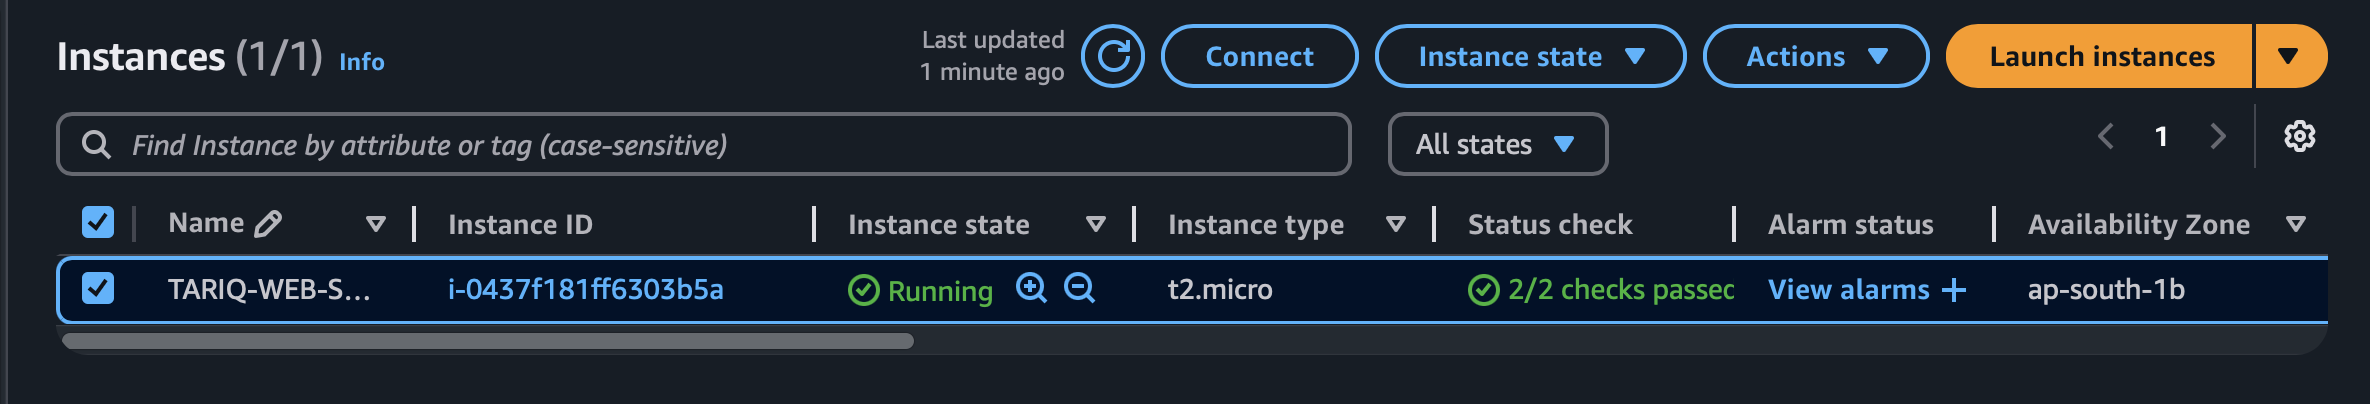 Instances (1/1) Info
Last updated
1 minute ago
Connect
Instance state
Actions
Launch instances
Find Instance by attribute or tag (case-sensitive)
All states
1
Name Instance ID Instance state Instance type Status check Alarm status Availability Zone
TARIQ-WEB-S... i-0437f181ff6303b5a Running t2.micro 2/2 checks passed View alarms + ap-south-1b